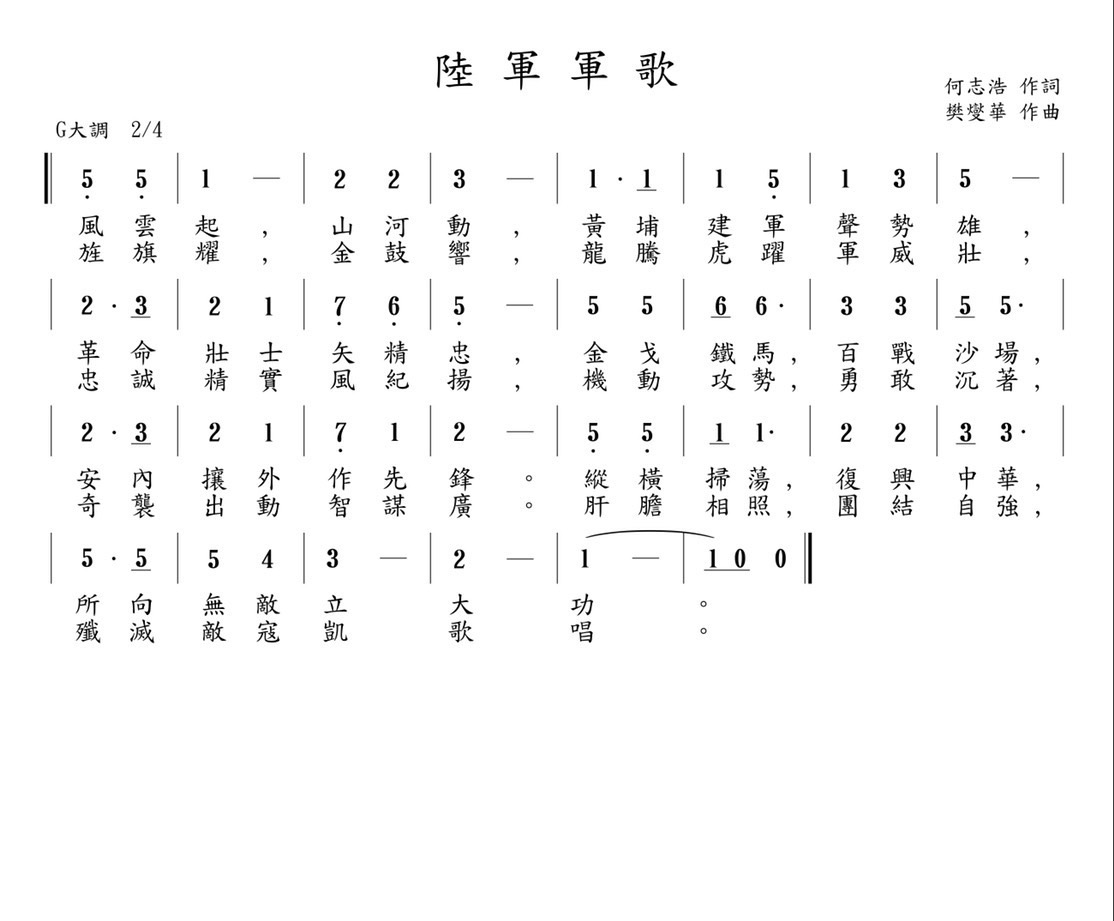 陸軍軍歌
何志浩 作詞
樊燮華 作曲
G大調 2/4
5̣ 5̣ | 1 — | 2 2 | 3 — | 1 · 1 | 1 5̣ | 1 3 | 5 — |
風雲起，山河動，黃埔建軍聲勢雄，
旌旗耀，金鼓響，龍騰虎躍軍威壯，
2 · 3 | 2 1 | 7̣ 6̣ | 5̣ — | 5 5 | 6 6 · | 3 3 | 5 5 · |
革命壯士矢精忠，金戈鐵馬，百戰沙場，
忠誠精實風紀揚，機動攻勢，勇敢沉著，
2 · 3 | 2 1 | 7̣ 1 | 2 — | 5̣ 5̣ | 1 1 · | 2 2 | 3 3 · |
安內攘外作先鋒。縱橫掃蕩，復興中華，
奇襲出動智謀廣。肝膽相照，團結自強，
5 · 5 | 5 4 | 3 — | 2 — | 1 — | 1 0 0 |
所向無敵立大功。
殲滅敵寇凱歌唱。